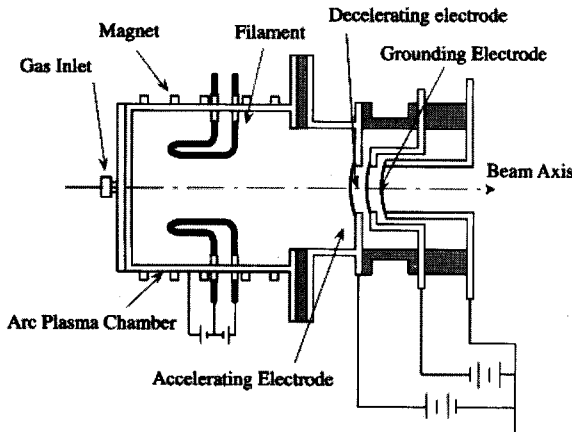 Decelerating electrode
Magnet
Filament
Grounding Electrode
Gas Inlet
Beam Axis
Arc Plasma Chamber
Accelerating Electrode